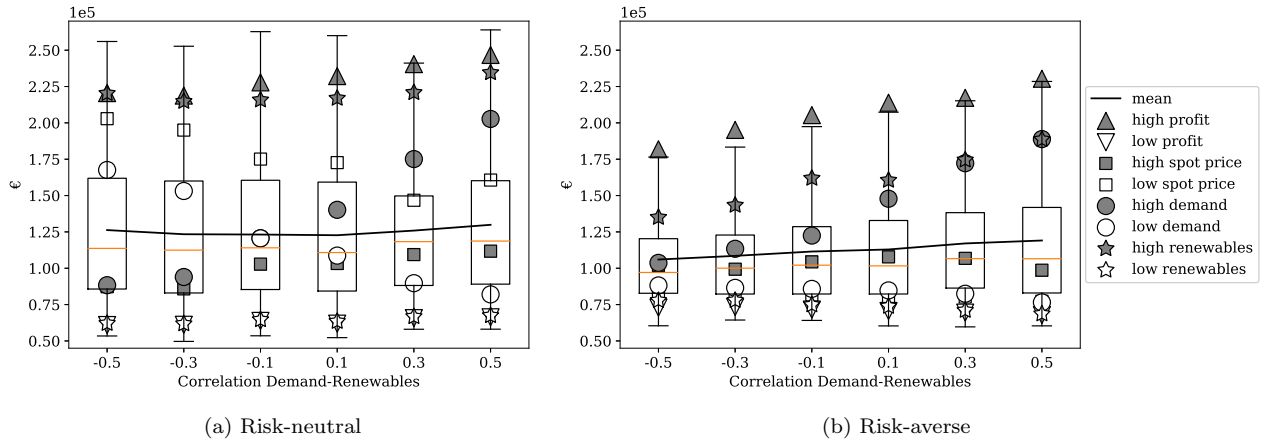 1e5
2.50
2.25
2.00
1.75
€
1.50
1.25
1.00
0.75
0.50
-0.5 -0.3 -0.1 0.1 0.3 0.5
Correlation Demand-Renewables
(a) Risk-neutral
1e5
2.50
2.25
2.00
1.75
€
1.50
1.25
1.00
0.75
0.50
-0.5 -0.3 -0.1 0.1 0.3 0.5
Correlation Demand-Renewables
(b) Risk-averse
mean
high profit
low profit
high spot price
low spot price
high demand
low demand
high renewables
low renewables